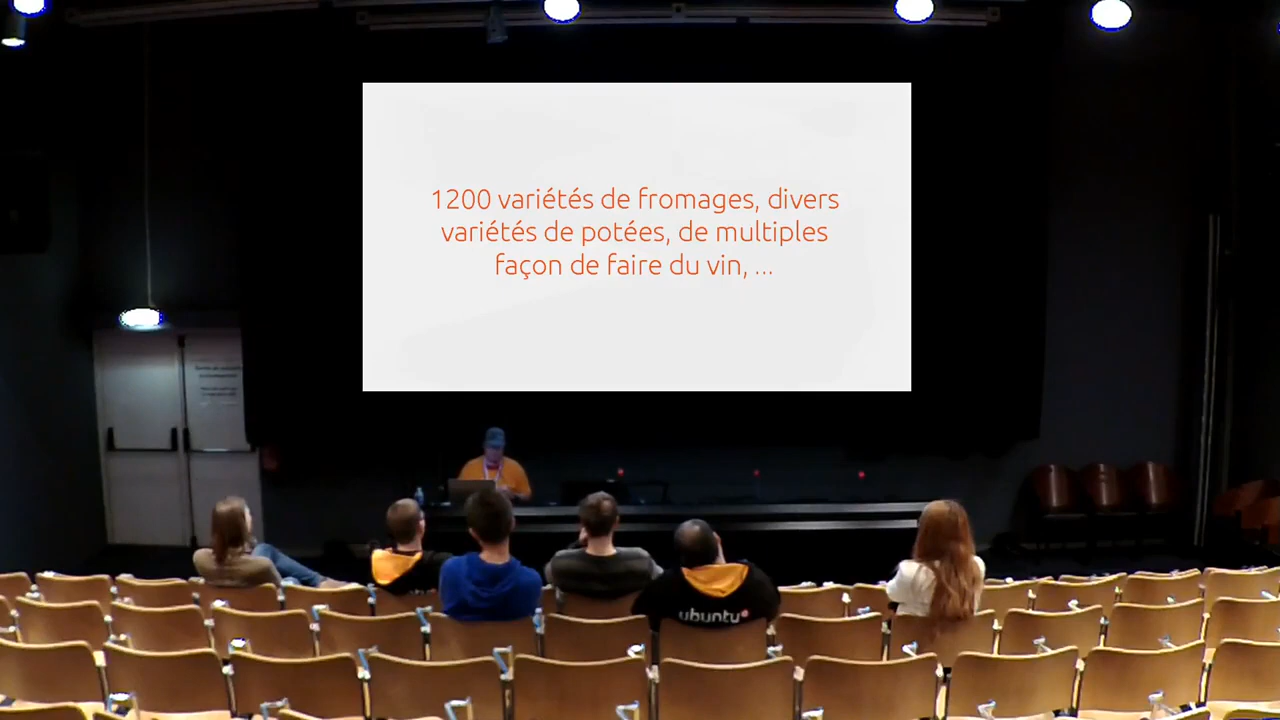 1200 variétés de fromages, divers
variétés de potées, de multiples
façon de faire du vin, ...
ubuntu